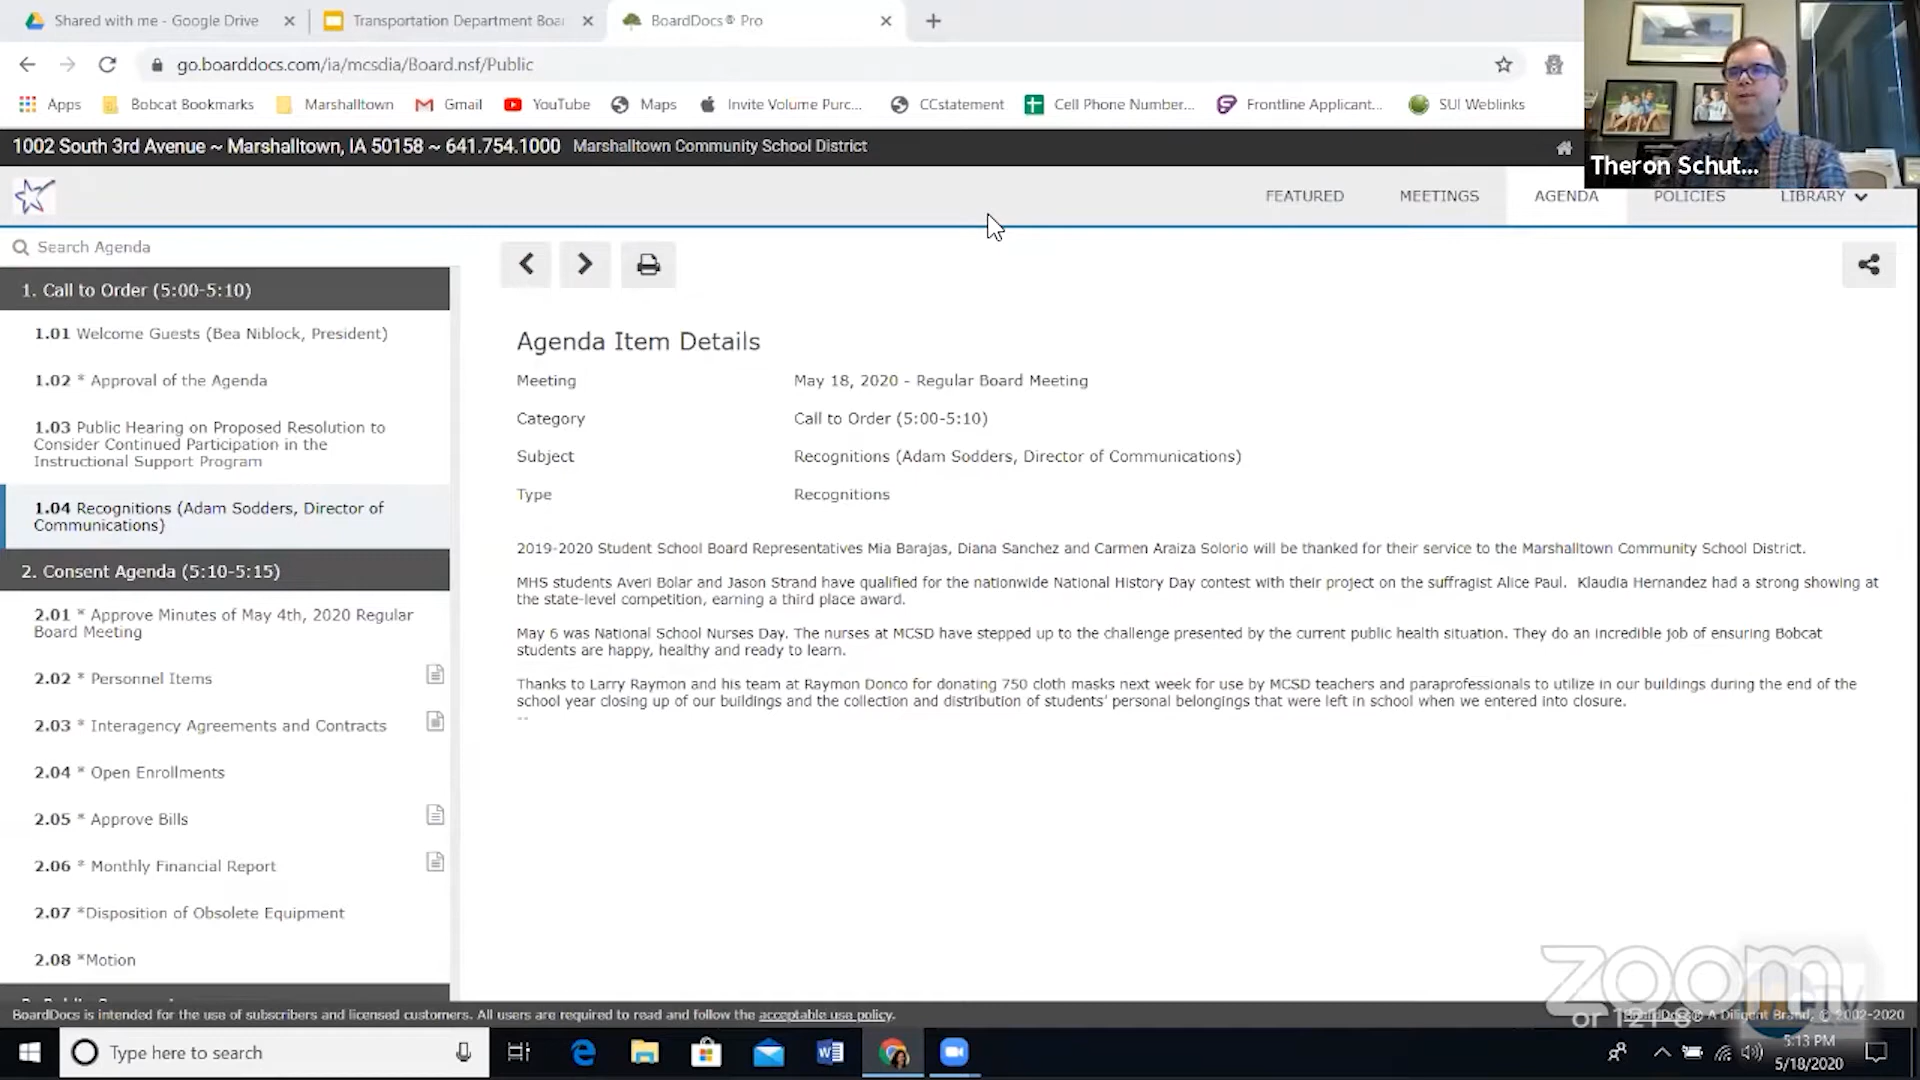 Shared with me - Google Drive
Transportation Department Boar
BoardDocs® Pro
go.boarddocs.com/ia/mcsdia/Board.nsf/Public
Apps Bobcat Bookmarks Marshalltown Gmail YouTube Maps Invite Volume Purc... CCstatement Cell Phone Number... Frontline Applicant... SUI Weblinks
1002 South 3rd Avenue ~ Marshalltown, IA 50158 ~ 641.754.1000 Marshalltown Community School District
Theron Schut...
FEATURED MEETINGS AGENDA POLICIES LIBRARY
Search Agenda
1. Call to Order (5:00-5:10)
1.01 Welcome Guests (Bea Niblock, President)
1.02 * Approval of the Agenda
1.03 Public Hearing on Proposed Resolution to
Consider Continued Participation in the
Instructional Support Program
1.04 Recognitions (Adam Sodders, Director of
Communications)
2. Consent Agenda (5:10-5:15)
2.01 * Approve Minutes of May 4th, 2020 Regular
Board Meeting
2.02 * Personnel Items
2.03 * Interagency Agreements and Contracts
2.04 * Open Enrollments
2.05 * Approve Bills
2.06 * Monthly Financial Report
2.07 *Disposition of Obsolete Equipment
2.08 *Motion
Agenda Item Details
Meeting May 18, 2020 - Regular Board Meeting
Category Call to Order (5:00-5:10)
Subject Recognitions (Adam Sodders, Director of Communications)
Type Recognitions
2019-2020 Student School Board Representatives Mia Barajas, Diana Sanchez and Carmen Araiza Solorio will be thanked for their service to the Marshalltown Community School District.
MHS students Averi Bolar and Jason Strand have qualified for the nationwide National History Day contest with their project on the suffragist Alice Paul. Klaudia Hernandez had a strong showing at
the state-level competition, earning a third place award.
May 6 was National School Nurses Day. The nurses at MCSD have stepped up to the challenge presented by the current public health situation. They do an incredible job of ensuring Bobcat
students are happy, healthy and ready to learn.
Thanks to Larry Raymon and his team at Raymon Donco for donating 750 cloth masks next week for use by MCSD teachers and paraprofessionals to utilize in our buildings during the end of the
school year closing up of our buildings and the collection and distribution of students' personal belongings that were left in school when we entered into closure.
--
zoom
BoardDocs is intended for the use of subscribers and licensed customers. All users are required to read and follow the acceptable use policy.
BoardDocs® A Diligent Brand, © 2002-2020
Type here to search
5:13 PM
5/18/2020